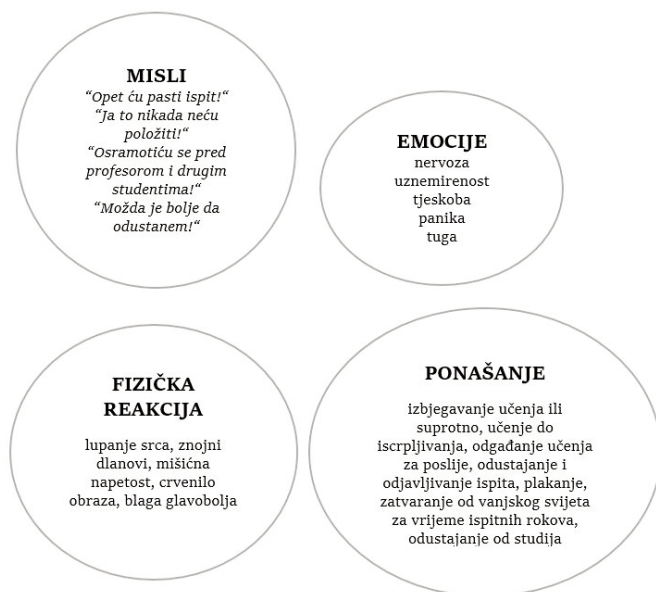 MISLI
“Opet ću pasti ispit!“
“Ja to nikada neću
položiti!“
“Osramotiću se pred
profesorom i drugim
studentima!“
“Možda je bolje da
odustanem!“
EMOCIJE
nervoza
uznemirenost
tjeskoba
panika
tuga
FIZIČKA
REAKCIJA
lupanje srca, znojni
dlanovi, mišićna
napetost, crvenilo
obraza, blaga glavobolja
PONAŠANJE
izbjegavanje učenja ili
suprotno, učenje do
iscrpljivanja, odgađanje učenja
za poslije, odustajanje i
odjavljivanje ispita, plakanje,
zatvaranje od vanjskog svijeta
za vrijeme ispitnih rokova,
odustajanje od studija